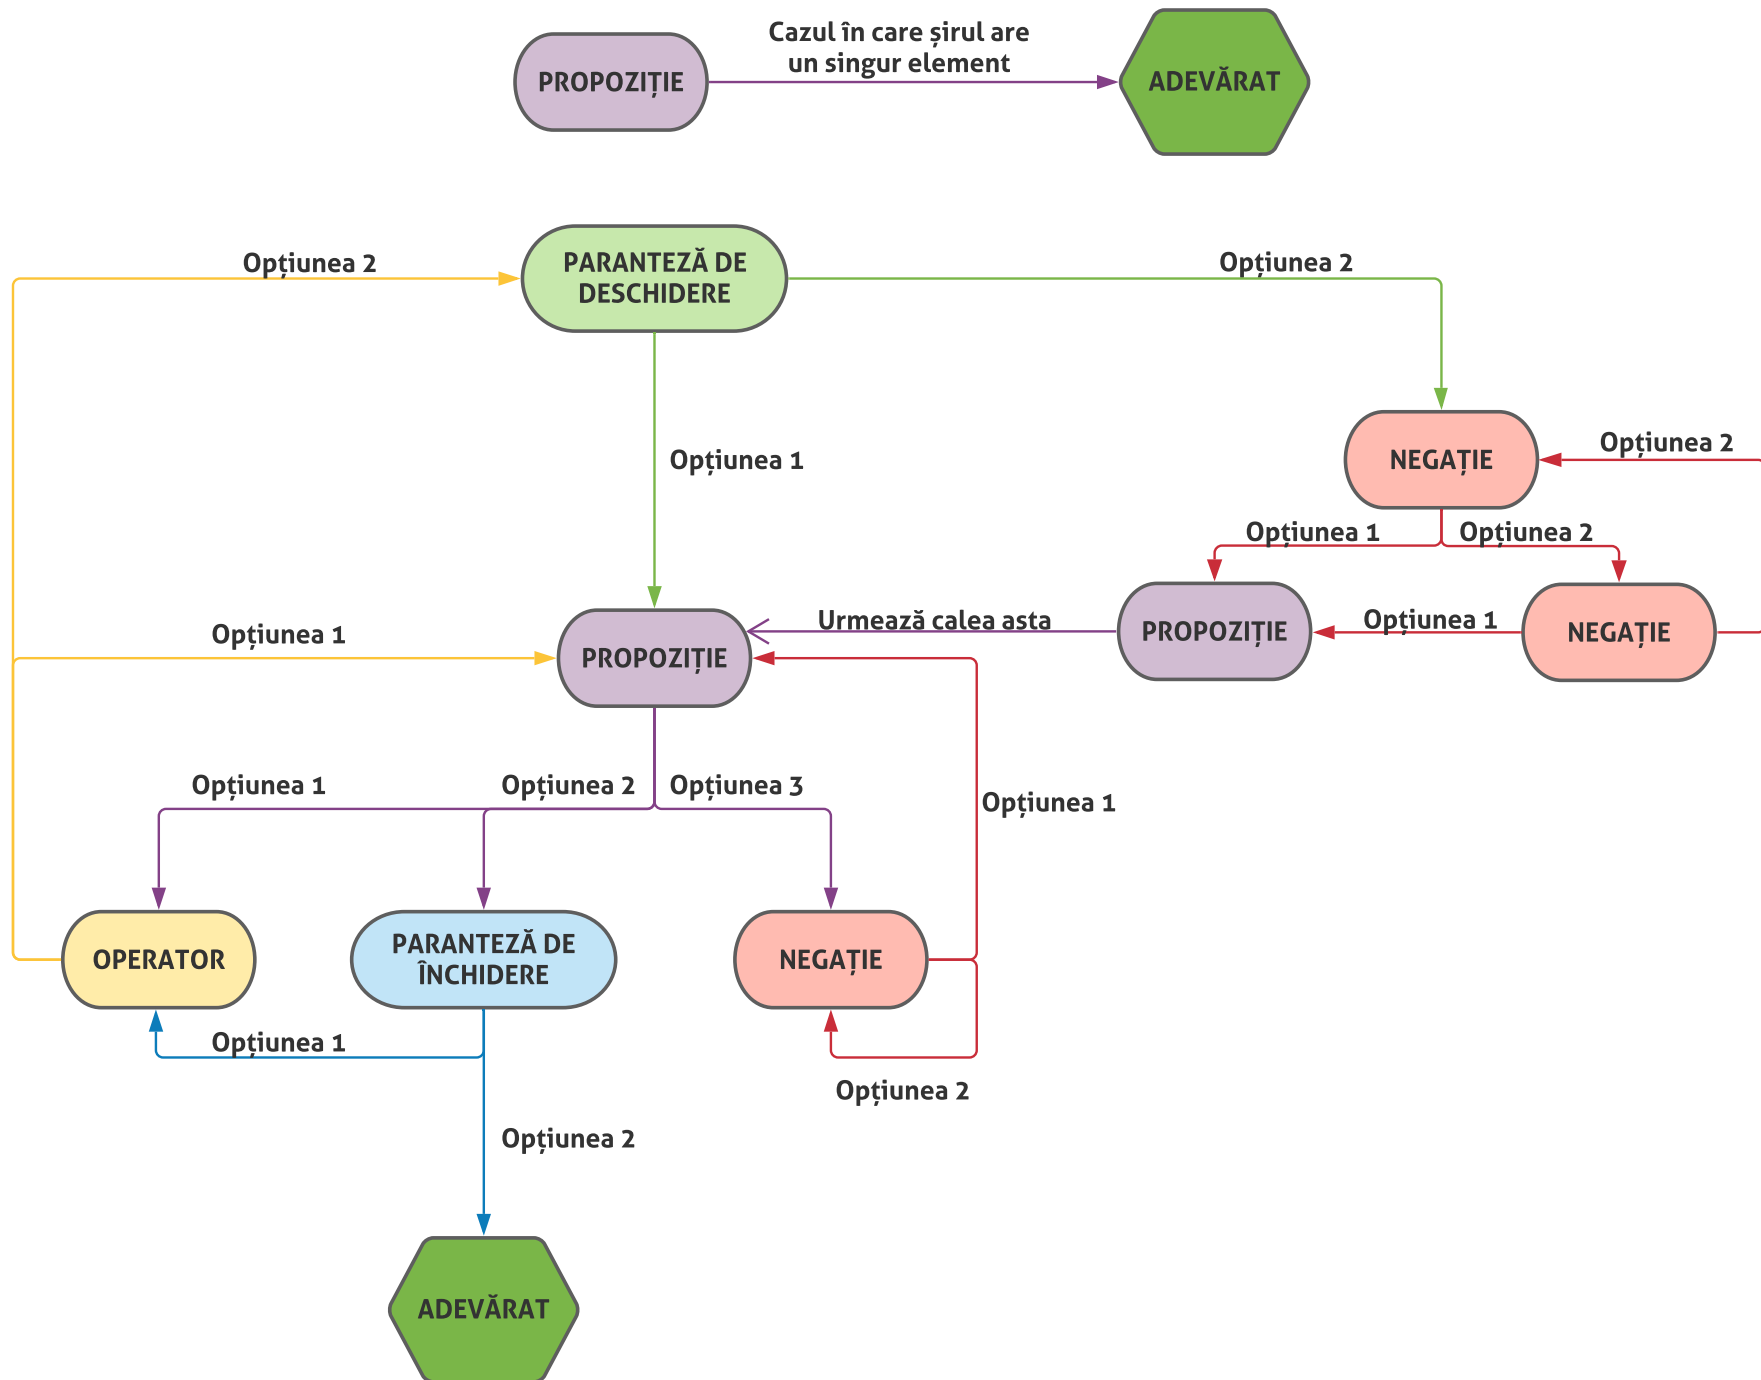 Cazul în care șirul are
un singur element
PROPOZIȚIE
ADEVĂRAT
Opțiunea 2
PARANTEZĂ DE
DESCHIDERE
Opțiunea 2
Opțiunea 1
NEGAȚIE
Opțiunea 2
Opțiunea 1
Opțiunea 2
Opțiunea 1
PROPOZIȚIE
Urmează calea asta
PROPOZIȚIE
Opțiunea 1
NEGAȚIE
Opțiunea 1
Opțiunea 2
Opțiunea 3
Opțiunea 1
OPERATOR
PARANTEZĂ DE
ÎNCHIDERE
NEGAȚIE
Opțiunea 1
Opțiunea 2
Opțiunea 2
ADEVĂRAT